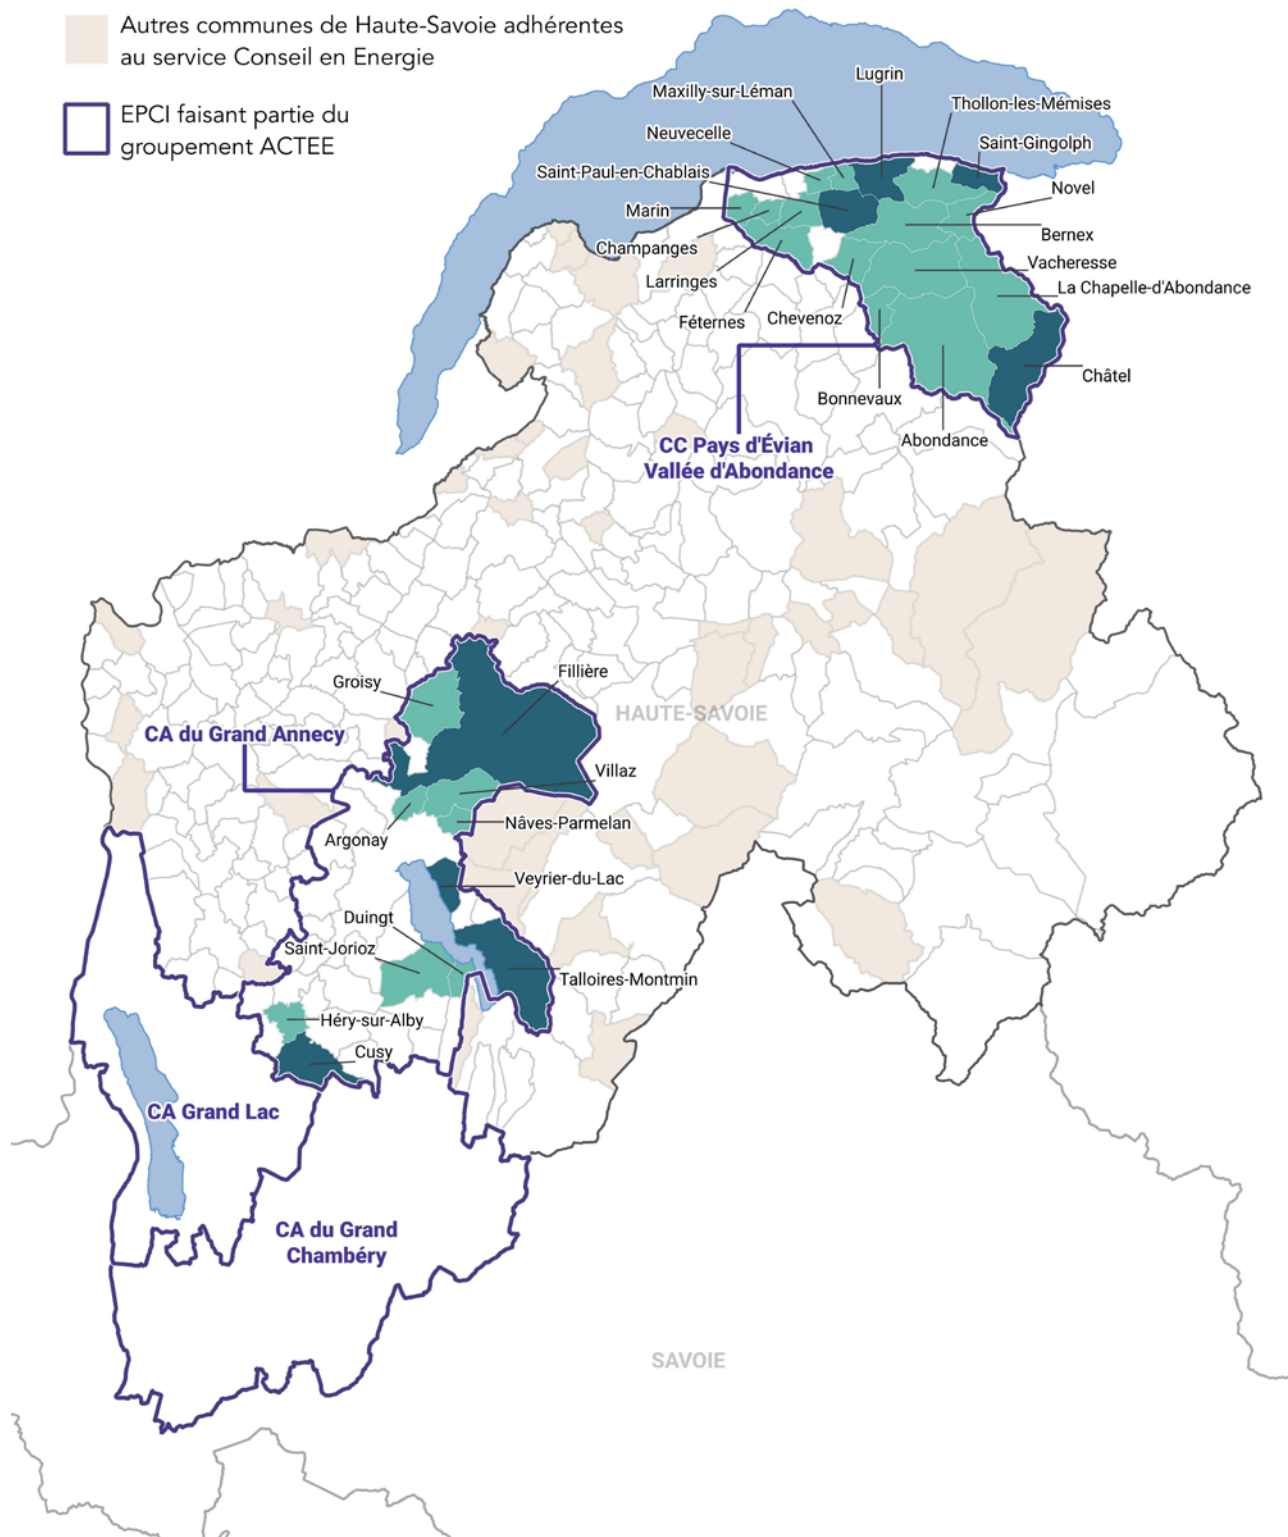 Autres communes de Haute-Savoie adhérentes
au service Conseil en Energie
EPCI faisant partie du
groupement ACTEE
Lugrin
Maxilly-sur-Léman
Thollon-les-Mémises
Neuvecelle
Saint-Gingolph
Saint-Paul-en-Chablais
Novel
Marin
Bernex
Champanges
Vacheresse
Larringes
La Chapelle-d'Abondance
Féternes
Chevenoz
Châtel
Bonnevaux
Abondance
CC Pays d'Évian
Vallée d'Abondance
Groisy
Fillière
HAUTE-SAVOIE
CA du Grand Annecy
Villaz
Nâves-Parmelan
Argonay
Veyrier-du-Lac
Duingt
Saint-Jorioz
Talloires-Montmin
Héry-sur-Alby
Cusy
CA Grand Lac
CA du Grand
Chambéry
SAVOIE